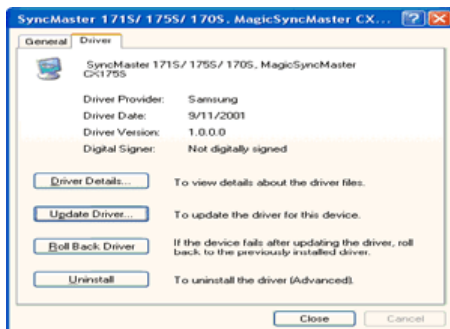 SyncMaster 171S/ 175S/ 170S, MagicSyncMaster CX...
General
Driver
SyncMaster 171S/ 175S/ 170S, MagicSyncMaster
CX175S
Driver Provider: Samsung
Driver Date: 9/11/2001
Driver Version: 1.0.0.0
Digital Signer: Not digitally signed
Driver Details... To view details about the driver files.
Update Driver... To update the driver for this device.
Roll Back Driver If the device fails after updating the driver, roll
back to the previously installed driver.
Uninstall To uninstall the driver (Advanced).
Close Cancel